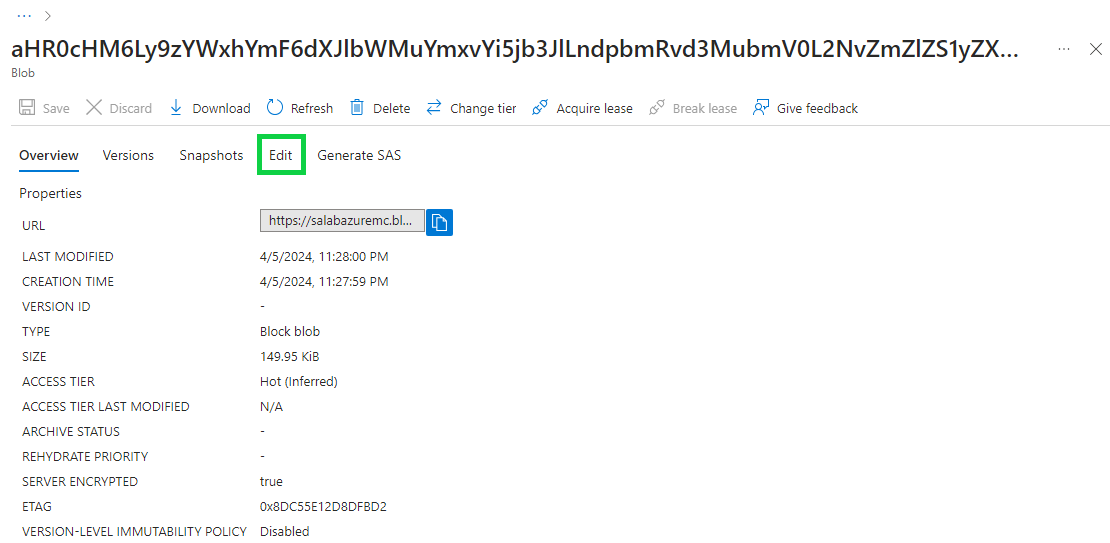 aHR0cHM6Ly9zYWxhYmF6dXJlbWMuYmxvYi5jb3JlLndpbmRvd3MubmV0L2NvZmZlZS1yZX...
Blob
Save Discard Download Refresh Delete Change tier Acquire lease Break lease Give feedback
Overview Versions Snapshots Edit Generate SAS
Properties
URL https://salabazuremc.bl...
LAST MODIFIED 4/5/2024, 11:28:00 PM
CREATION TIME 4/5/2024, 11:27:59 PM
VERSION ID -
TYPE Block blob
SIZE 149.95 KiB
ACCESS TIER Hot (Inferred)
ACCESS TIER LAST MODIFIED N/A
ARCHIVE STATUS -
REHYDRATE PRIORITY -
SERVER ENCRYPTED true
ETAG 0x8DC55E12D8DFBD2
VERSION-LEVEL IMMUTABILITY POLICY Disabled